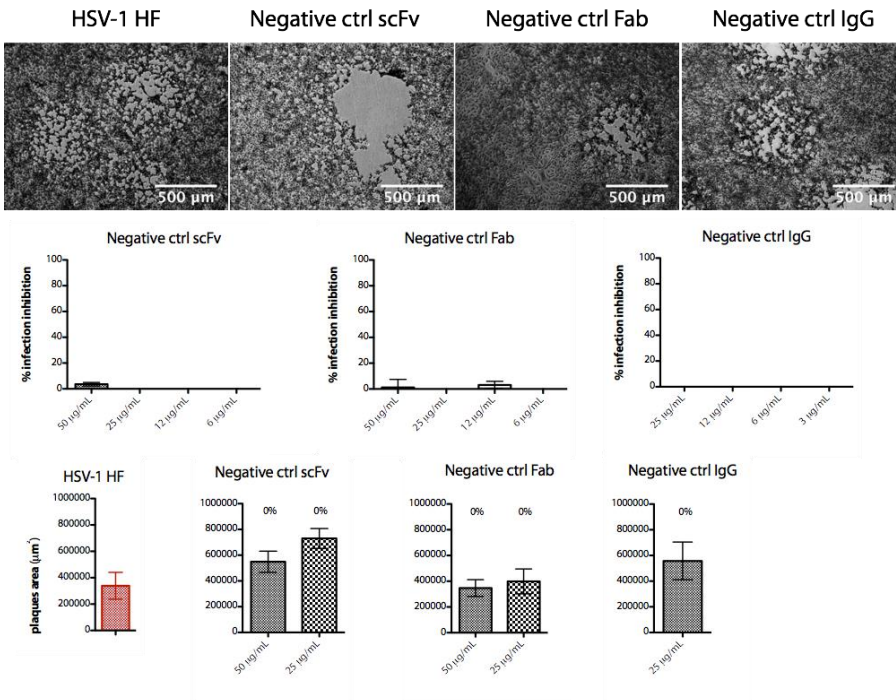 HSV-1 HF
Negative ctrl scFv
Negative ctrl Fab
Negative ctrl IgG
500 µm
500 µm
500 µm
500 µm
Negative ctrl scFv
% infection inhibition
100
80
60
40
20
0
50 µg/mL
25 µg/mL
12 µg/mL
6 µg/mL
Negative ctrl Fab
% infection inhibition
100
80
60
40
20
0
50 µg/mL
25 µg/mL
12 µg/mL
6 µg/mL
Negative ctrl IgG
% infection inhibition
100
80
60
40
20
0
25 µg/mL
12 µg/mL
6 µg/mL
3 µg/mL
HSV-1 HF
plaques area (µm²)
1000000
800000
600000
400000
200000
0
Negative ctrl scFv
1000000
800000
600000
400000
200000
0
0%
0%
50 µg/mL
25 µg/mL
Negative ctrl Fab
1000000
800000
600000
400000
200000
0
0%
0%
50 µg/mL
25 µg/mL
Negative ctrl IgG
1000000
800000
600000
400000
200000
0
0%
25 µg/mL